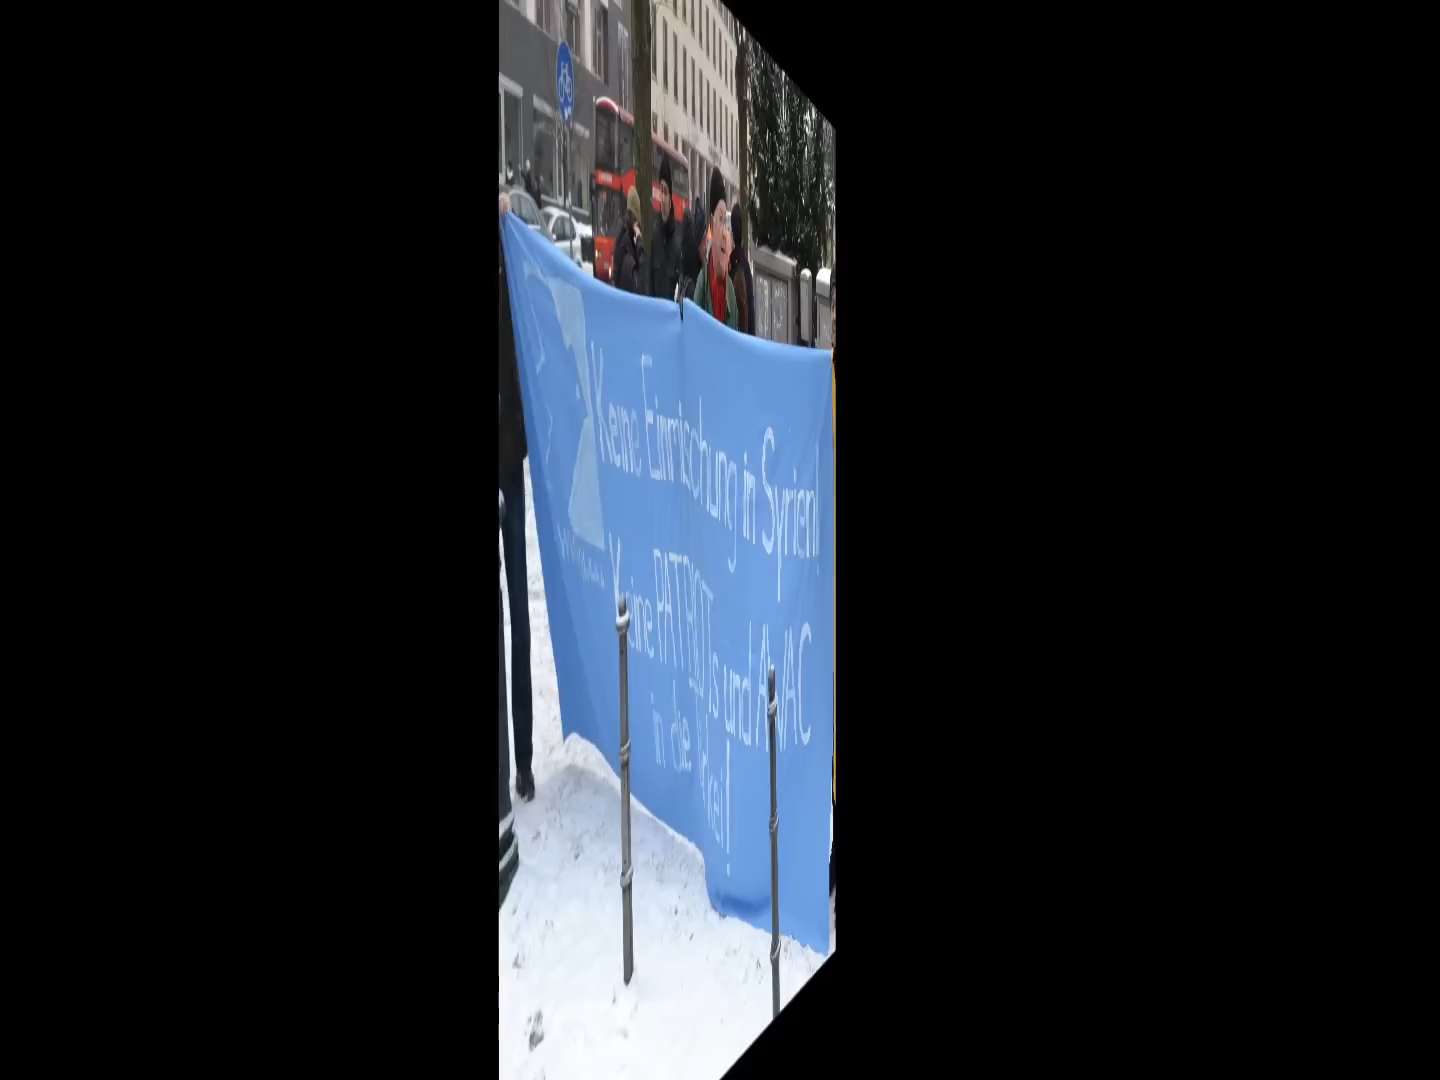 Keine Einmischung in Syrien!
Keine PATRIOTs und AWAC
in die Türkei!